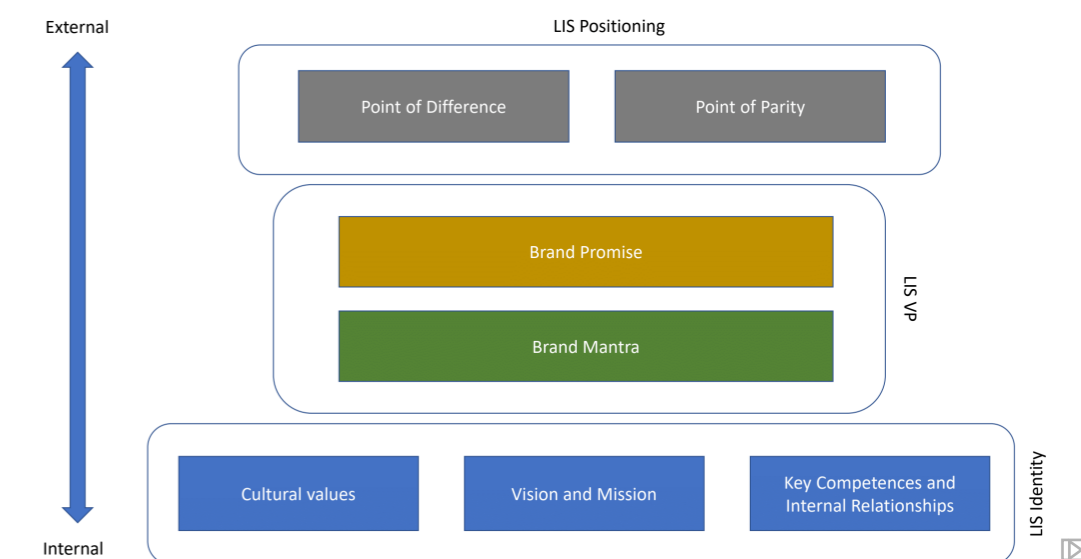 External
LIS Positioning
Point of Difference
Point of Parity
Brand Promise
LIS VP
Brand Mantra
Cultural values
Vision and Mission
Key Competences and
Internal Relationships
LIS Identity
Internal